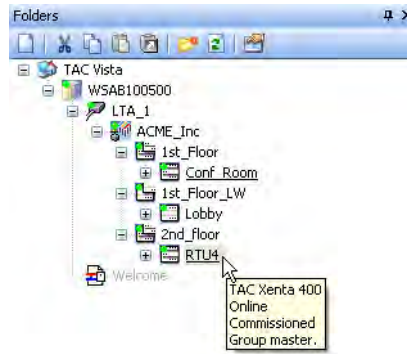 Folders
TAC Vista
WSAB100500
LTA_1
ACME_Inc
1st_Floor
Conf_Room
1st_Floor_LW
Lobby
2nd_floor
RTU4
Welcome
TAC Xenta 400
Online
Commissioned
Group master.